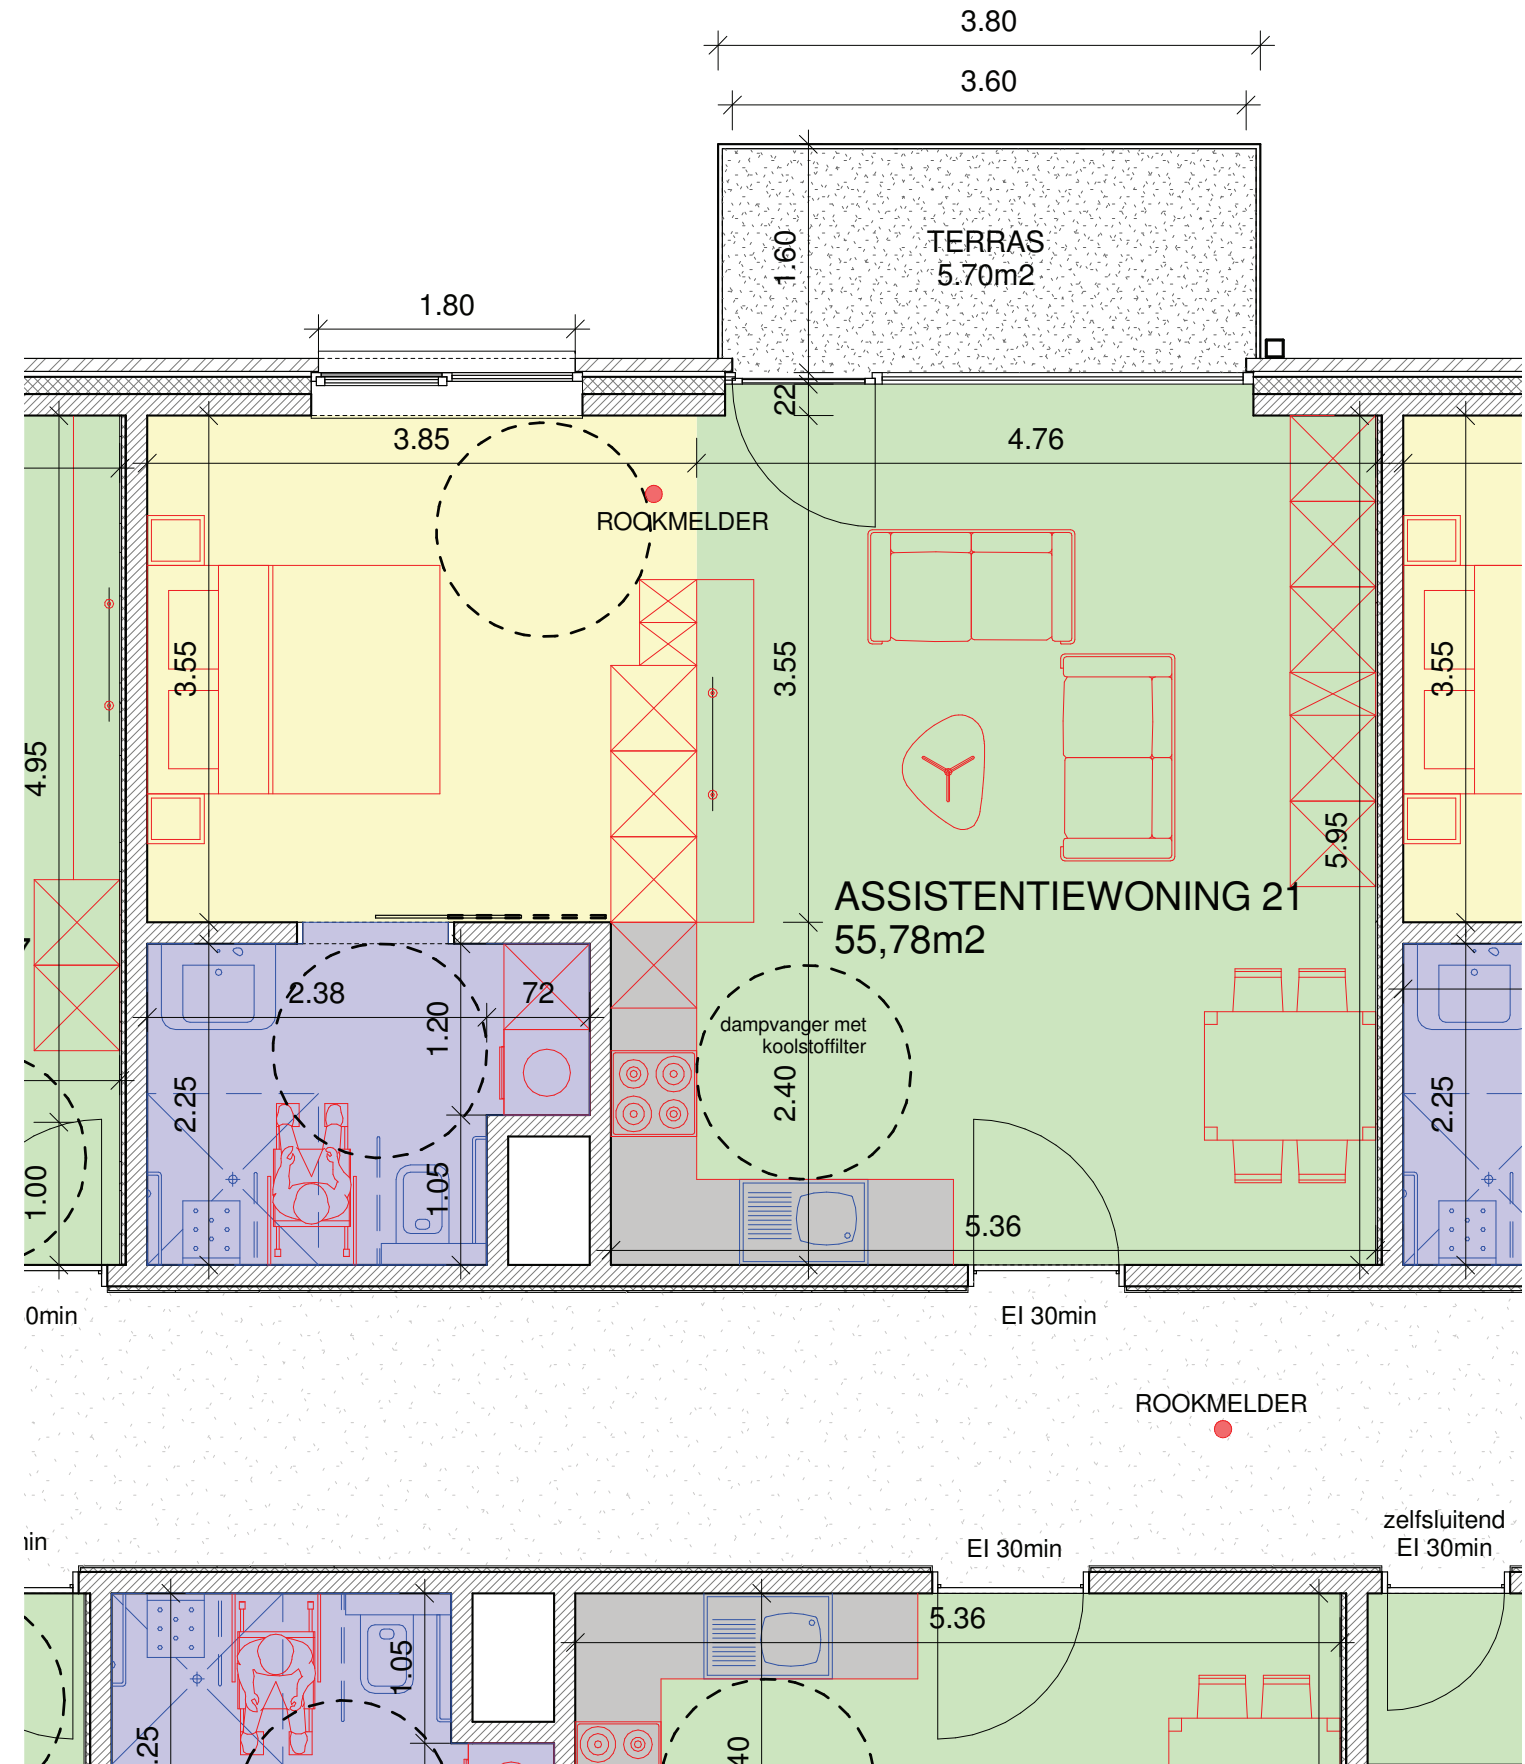 3.80
3.60
1.60
TERRAS
5.70m2
1.80
22
3.85
4.76
ROOKMELDER
3.55
3.55
3.55
4.95
5.95
ASSISTENTIEWONING 21
55,78m2
2.38
72
1.20
dampvanger met
koolstoffilter
2.40
2.25
2.25
1.05
1.00
5.36
0min
EI 30min
ROOKMELDER
zelfsluitend
EI 30min
EI 30min
5.36
1.05
.25
40